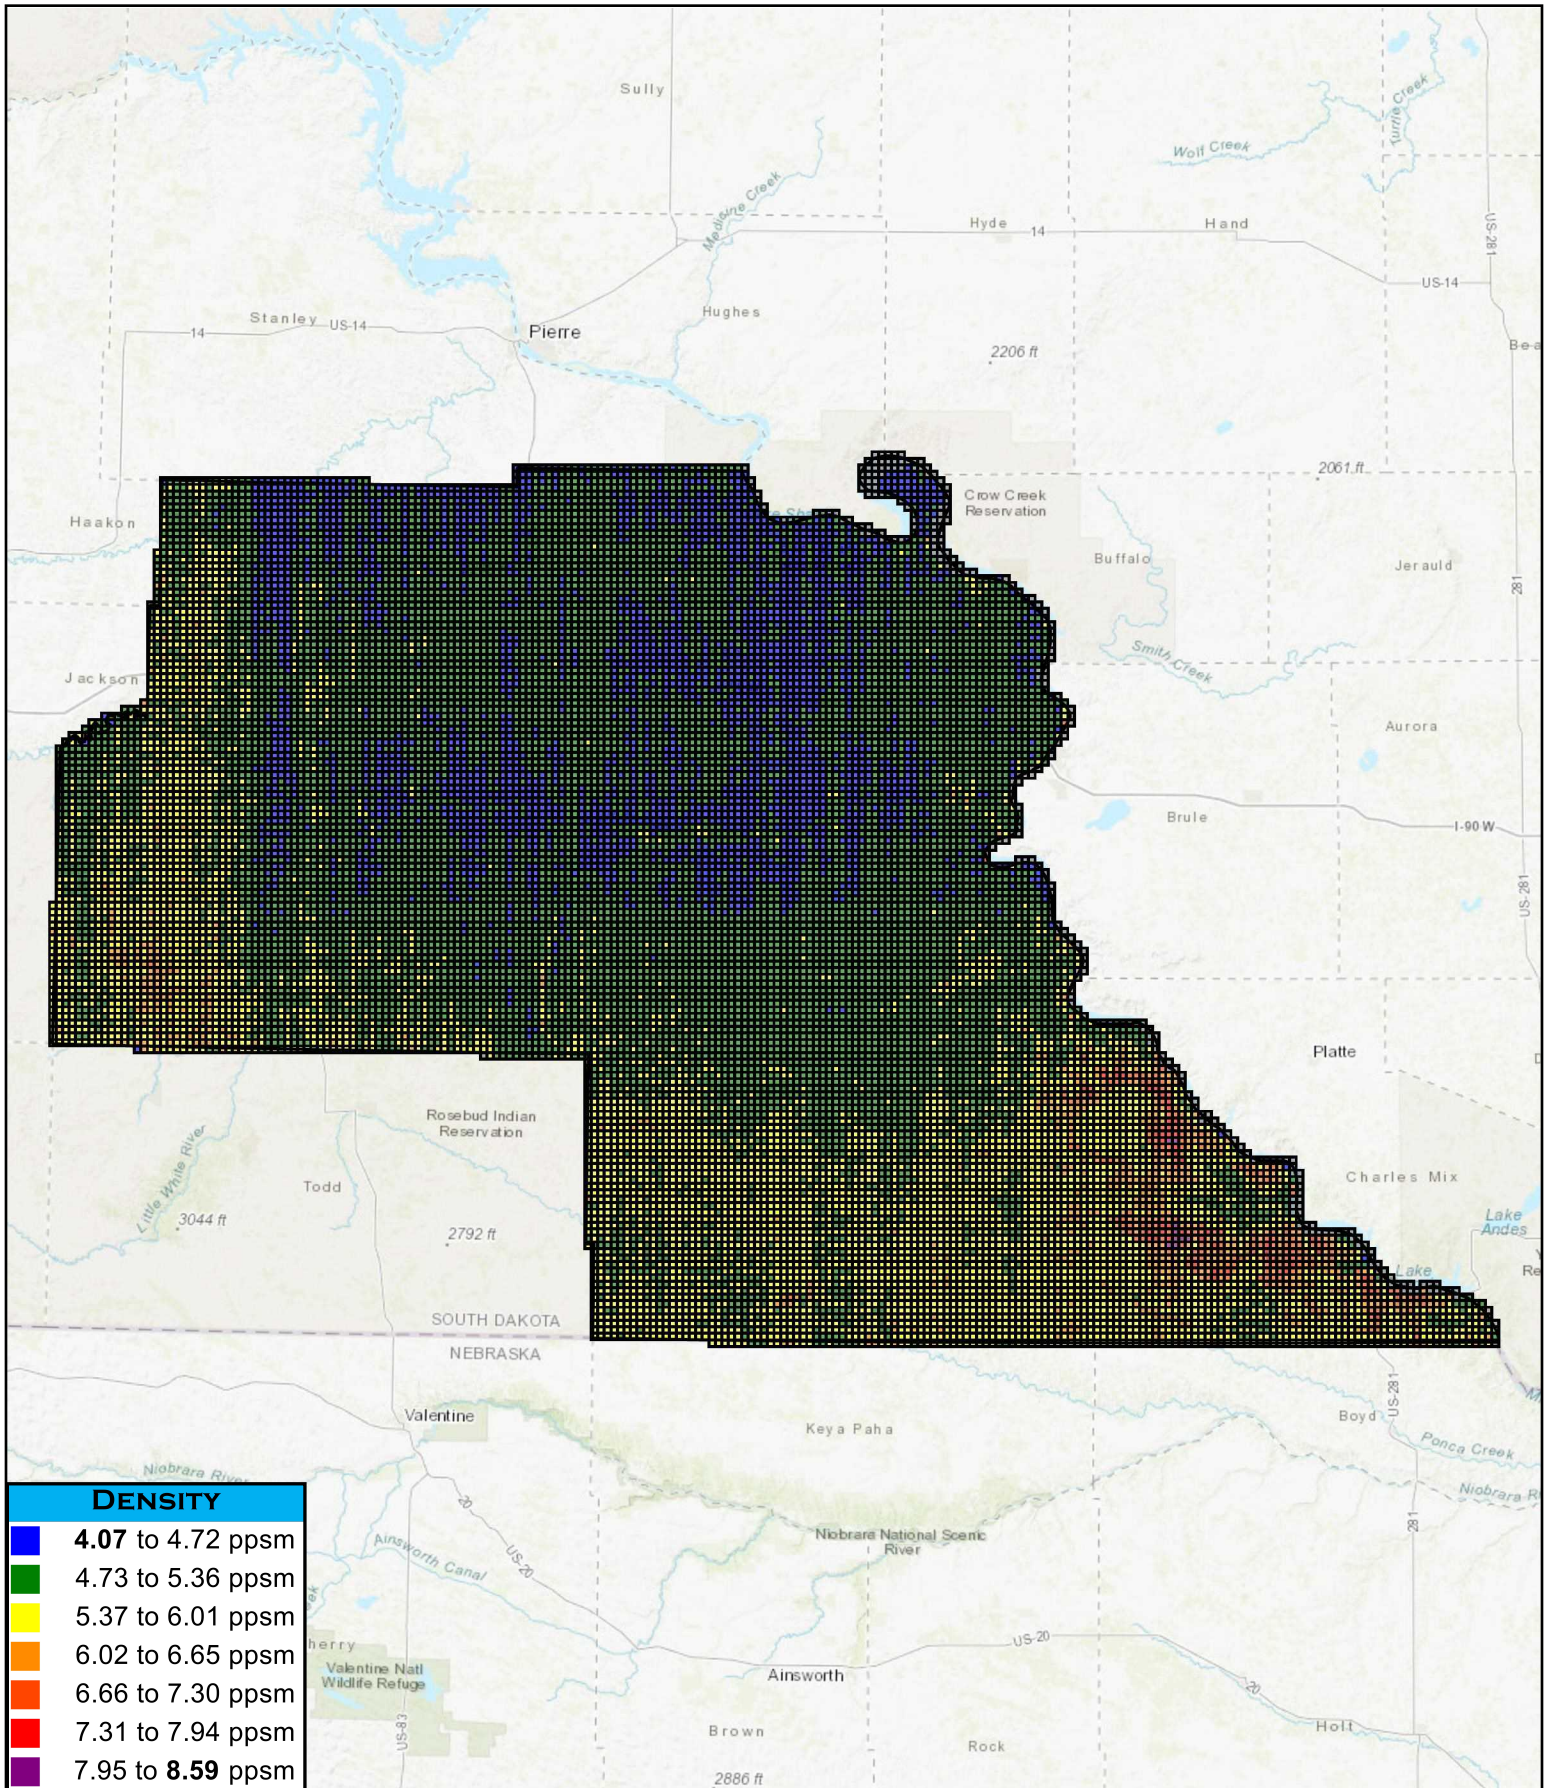 Sully
Turtle Creek
Wolf Creek
Medicine Creek
Hyde
14
Hand
US-281
US-14
Stanley
US-14
14
Pierre
Hughes
2206 ft
Bea
2061 ft
Haakon
Crow Creek
Reservation
Buffalo
Jerauld
281
Smith Creek
Jackson
Aurora
Brule
I-90 W
US-281
Platte
Rosebud Indian
Reservation
Little White River
Todd
3044 ft
2792 ft
Charles Mix
Lake
Andes
Lake
Re
SOUTH DAKOTA
NEBRASKA
Valentine
Keya Paha
Boyd
US-281
Ponca Creek
Niobrara River
Niobrara R
20
US-20
Ainsworth Canal
Niobrara National Scenic
River
281
herry
Valentine Natl
Wildlife Refuge
US-83
Ainsworth
US-20
20
Brown
Rock
Holt
2886 ft
DENSITY
4.07 to 4.72 ppsm
4.73 to 5.36 ppsm
5.37 to 6.01 ppsm
6.02 to 6.65 ppsm
6.66 to 7.30 ppsm
7.31 to 7.94 ppsm
7.95 to 8.59 ppsm